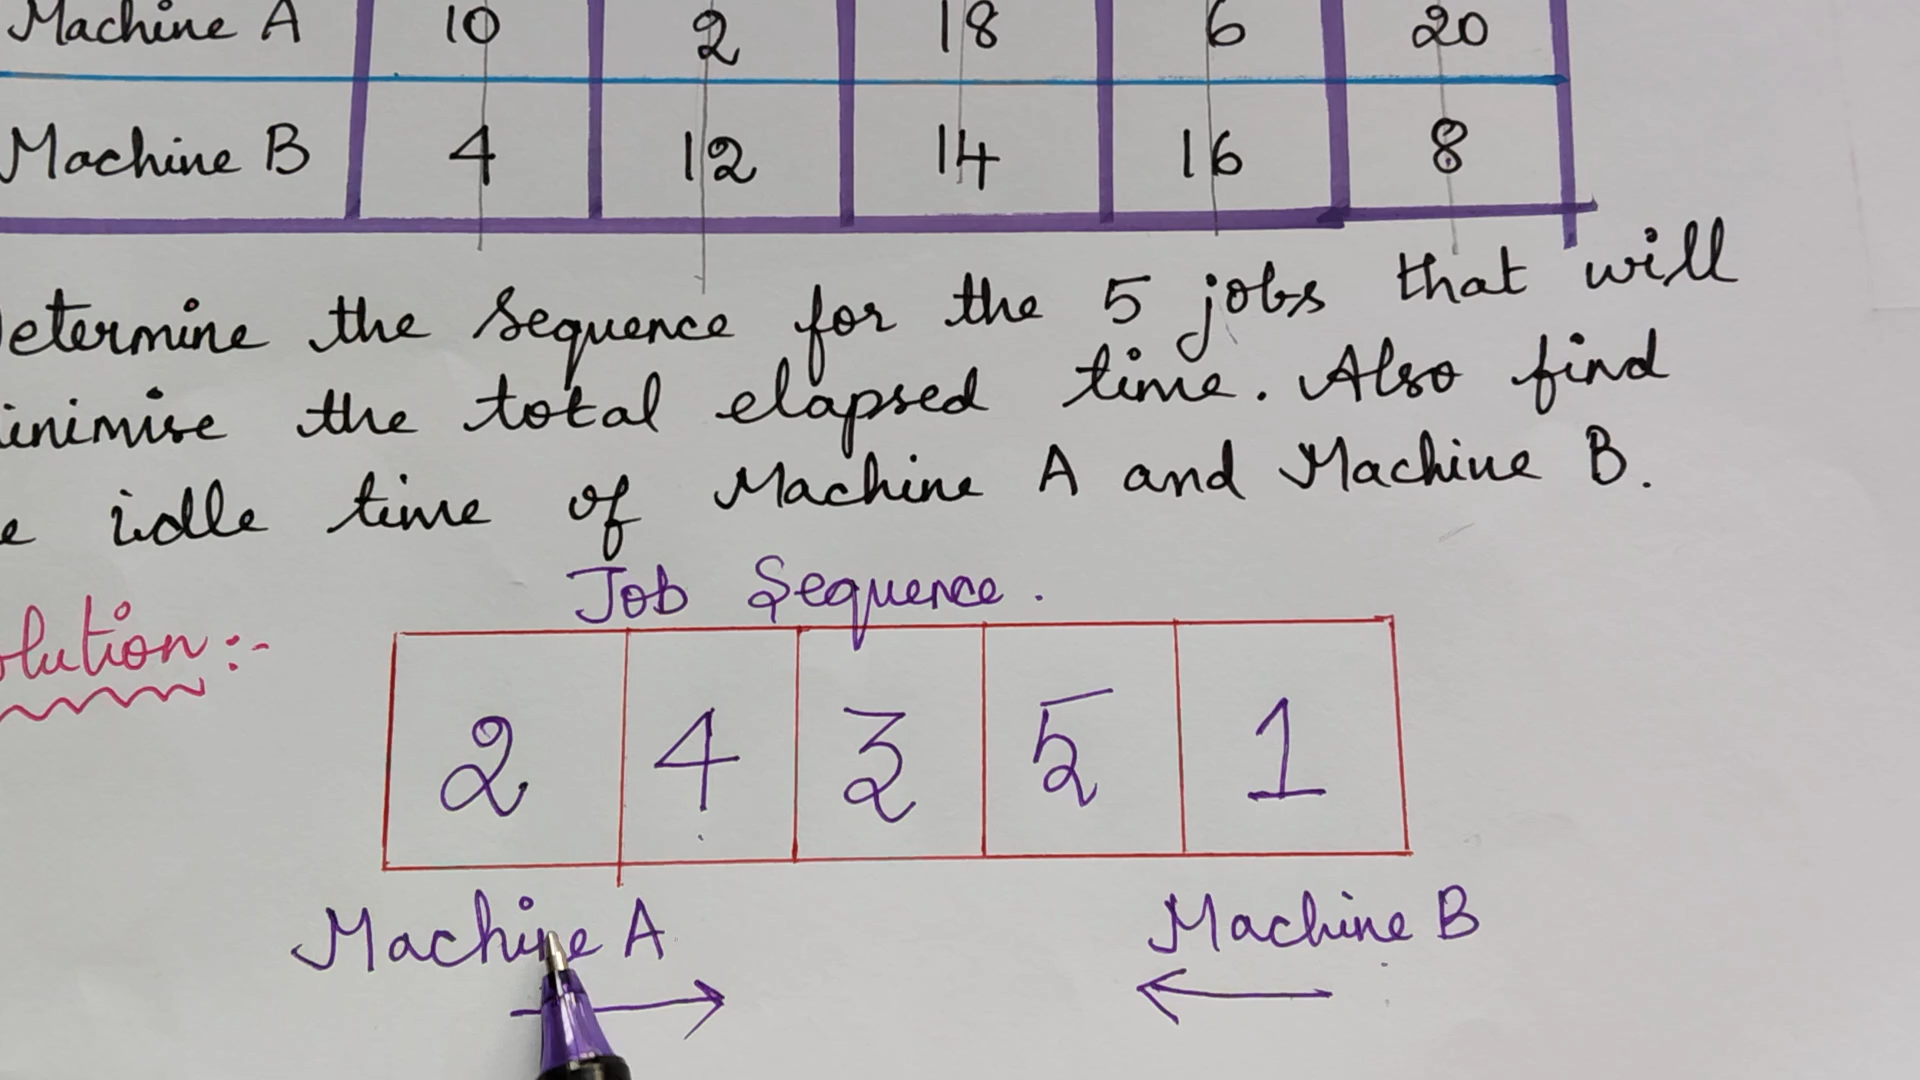 Machine A 10 2 18 6 20
Machine B 4 12 14 16 8
etermine the sequence for the 5 jobs that will
inimise the total elapsed time. Also find
e idle time of Machine A and Machine B.
Job Sequence.
olution:-
2 4 3 5 1
Machine A Machine B